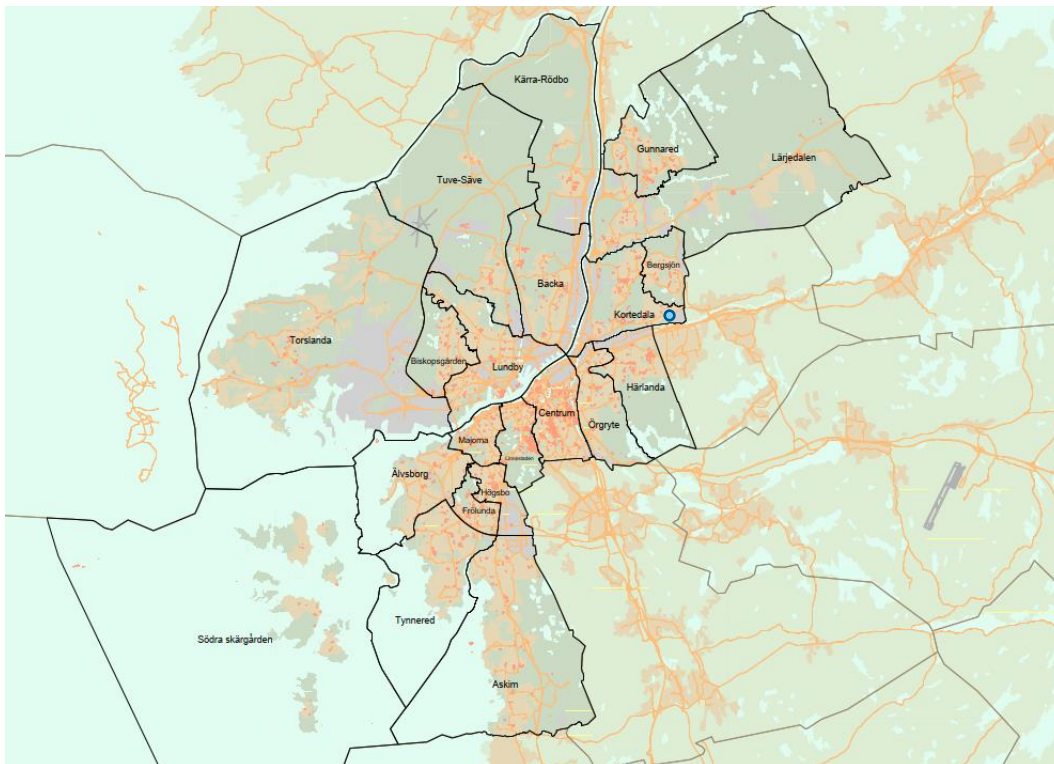 Kärra-Rödbo
Gunnared
Lärjedalen
Tuve-Säve
Bergsjön
Backa
Kortedala
Torslanda
Biskopsgården
Lundby
Härlanda
Centrum
Örgryte
Majorna
Linnéstaden
Älvsborg
Högsbo
Frölunda
Tynnered
Södra skärgården
Askim